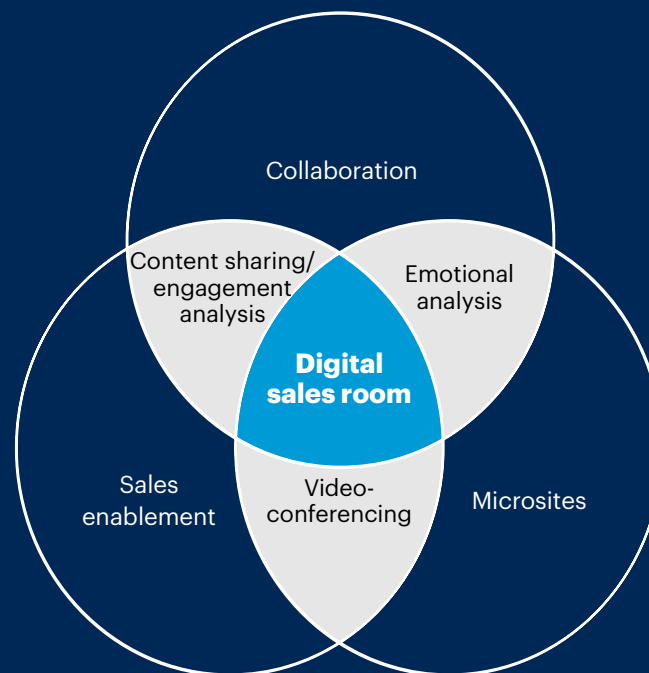 Collaboration
Content sharing/
engagement
analysis
Emotional
analysis
Digital
sales room
Sales
enablement
Video-
conferencing
Microsites